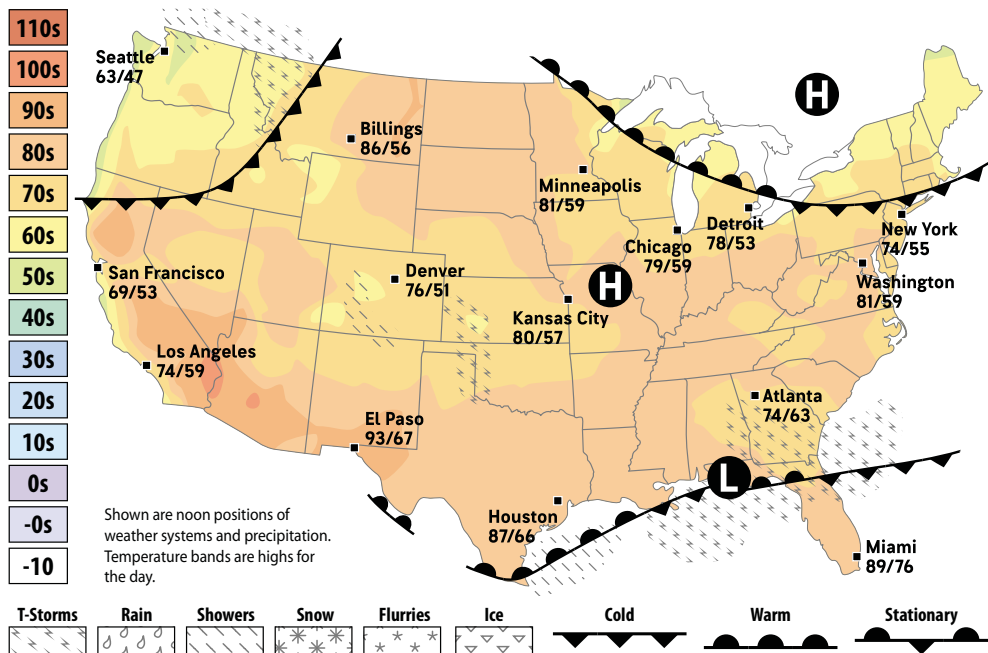 110s
100s
90s
80s
70s
60s
50s
40s
30s
20s
10s
0s
-0s
-10
Seattle
63/47
Billings
86/56
Minneapolis
81/59
Detroit
78/53
New York
74/55
Chicago
79/59
Washington
81/59
San Francisco
69/53
Denver
76/51
Kansas City
80/57
Los Angeles
74/59
Atlanta
74/63
El Paso
93/67
Houston
87/66
Miami
89/76
H
H
L
Shown are noon positions of
weather systems and precipitation.
Temperature bands are highs for
the day.
T-Storms
Rain
Showers
Snow
Flurries
Ice
Cold
Warm
Stationary